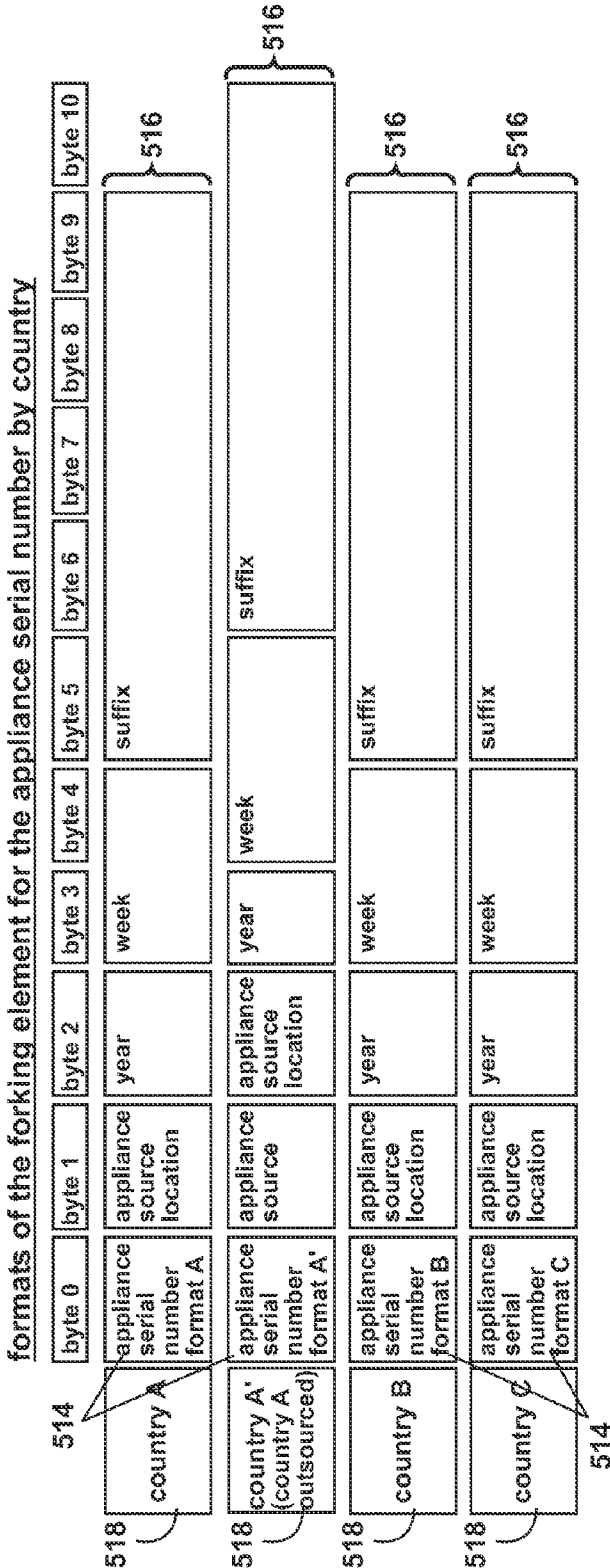 formats of the forking element for the appliance serial number by country
byte 0 byte 1 byte 2 byte 3 byte 4 byte 5 byte 6 byte 7 byte 8 byte 9 byte 10
514
518
country A
appliance
serial
number
format A
appliance
source
location
year
week
suffix
516
518
country A'
(country A
outsourced)
appliance
serial
number
format A'
appliance
source
appliance
source
location
year
week
suffix
516
518
country B
appliance
serial
number
format B
appliance
source
location
year
week
suffix
516
518
country C
appliance
serial
number
format C
appliance
source
location
year
week
suffix
516
514